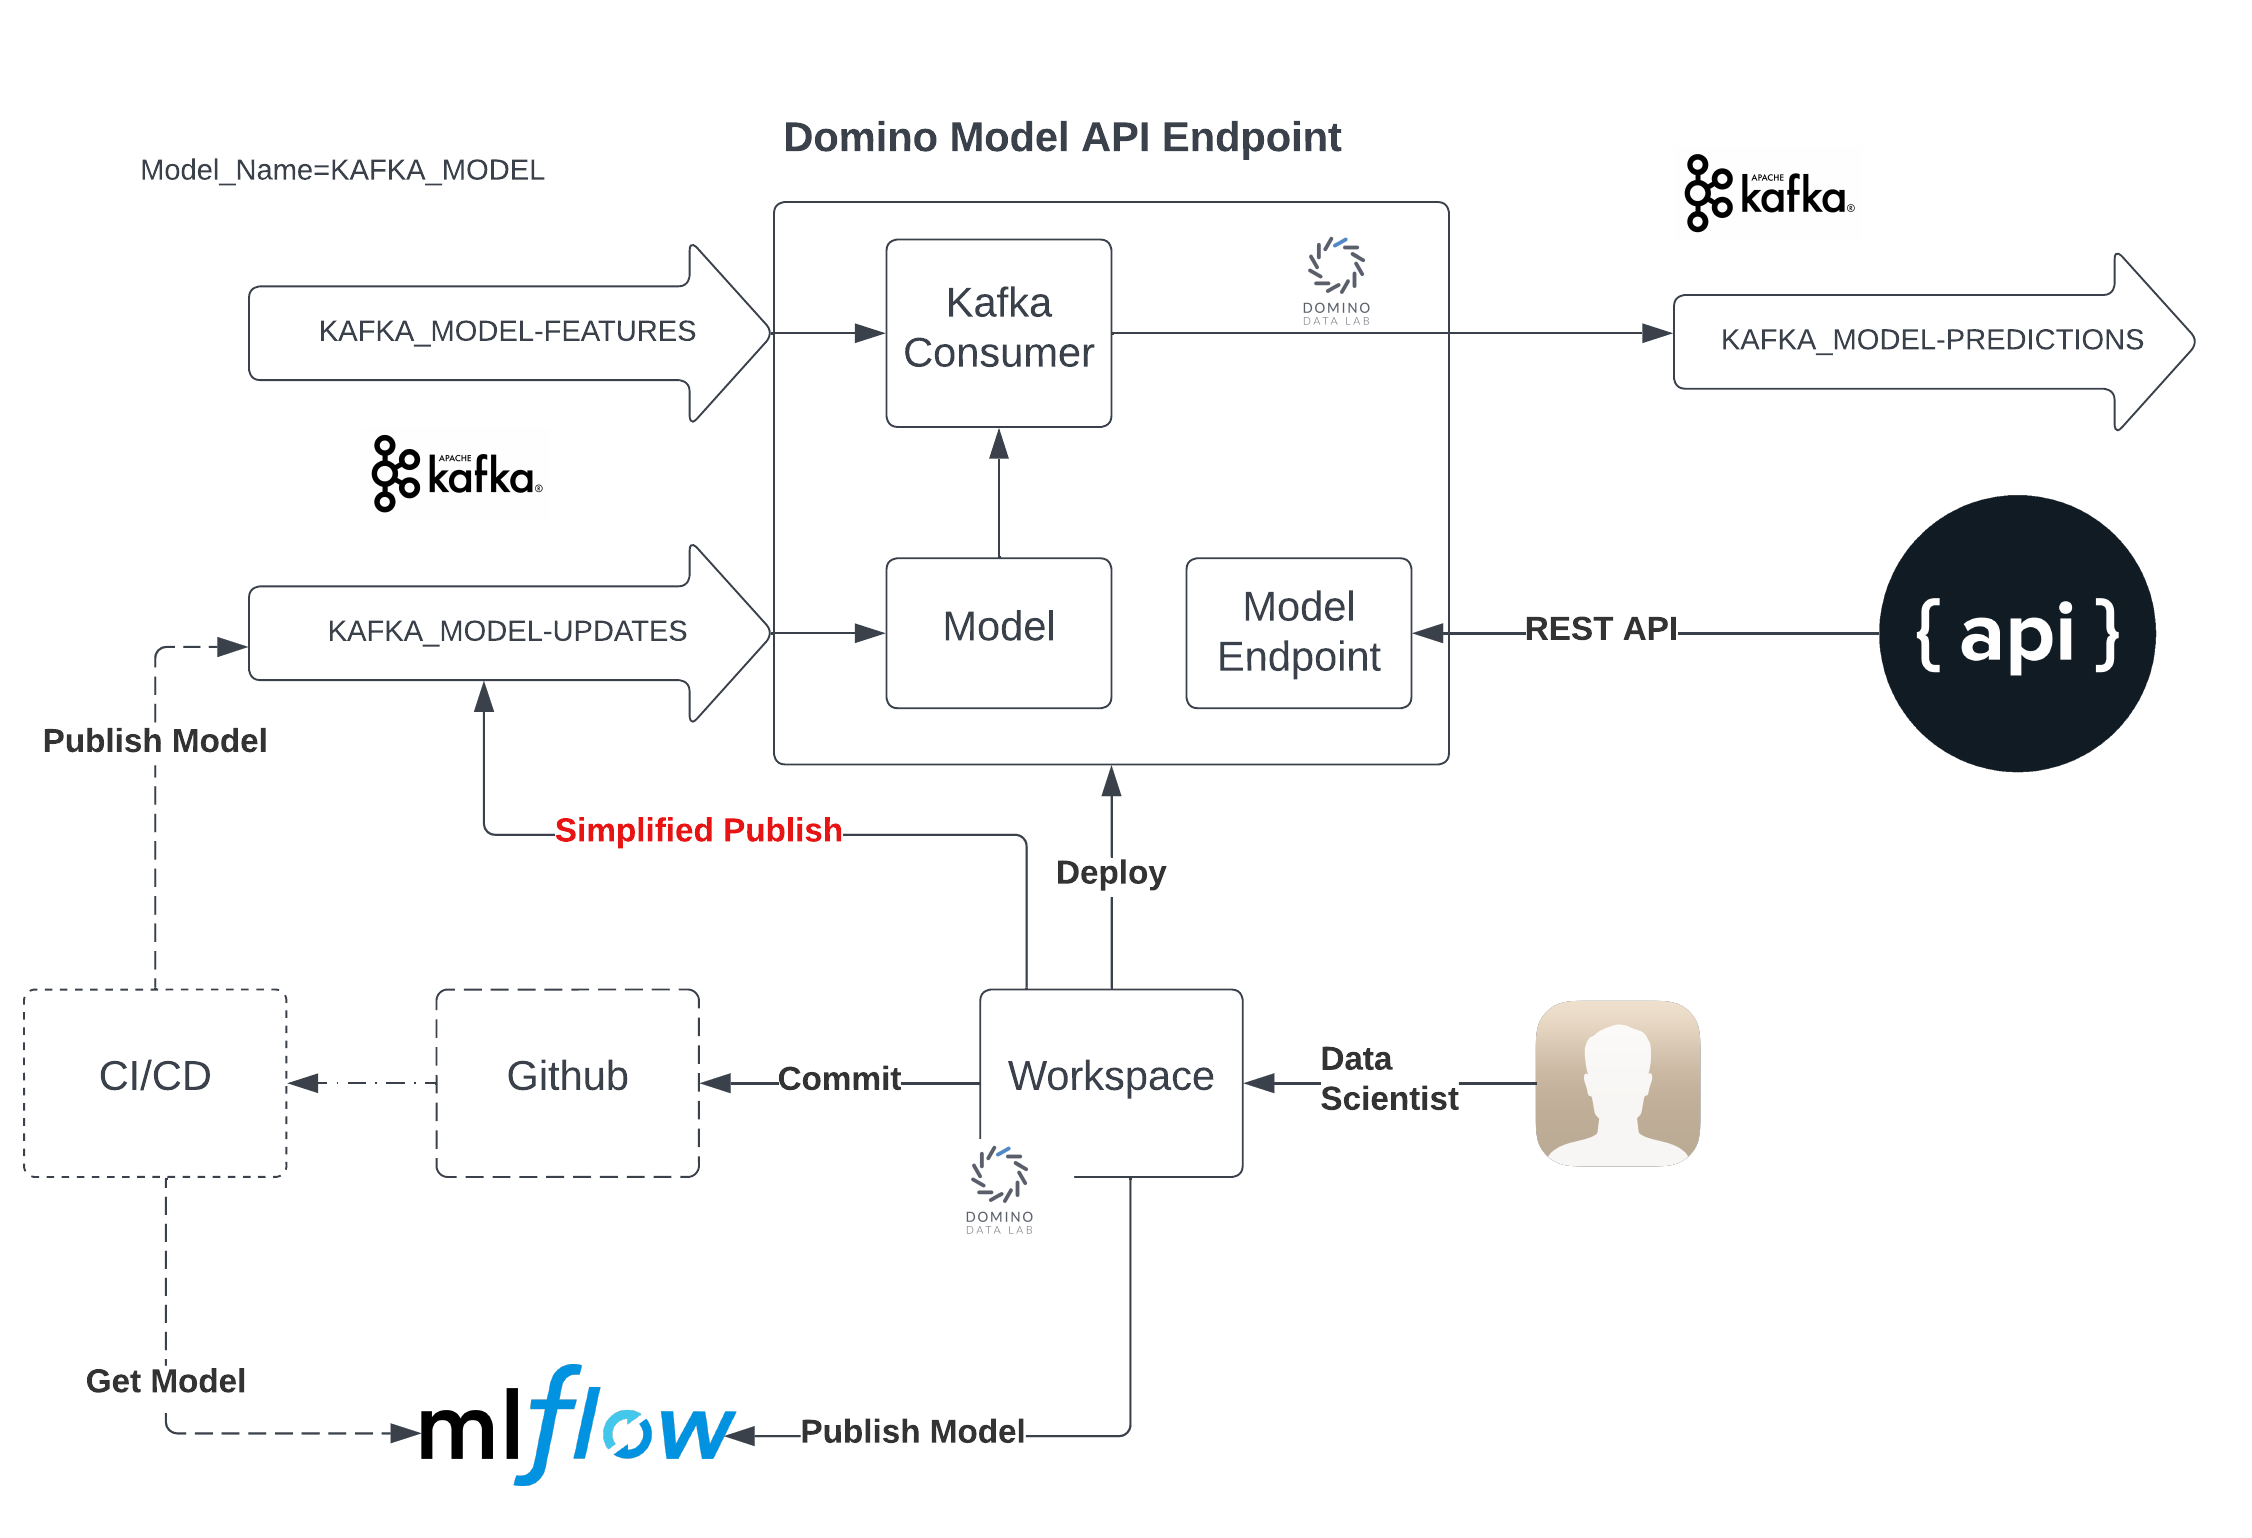 Domino Model API Endpoint
Model_Name=KAFKA_MODEL
APACHE
kafka®
DOMINO
DATA LAB
Kafka
Consumer
KAFKA_MODEL-FEATURES
KAFKA_MODEL-PREDICTIONS
APACHE
kafka®
KAFKA_MODEL-UPDATES
Model
Model
Endpoint
REST API
{ api }
Publish Model
Simplified Publish
Deploy
CI/CD
Github
Commit
Workspace
Data
Scientist
DOMINO
DATA LAB
Get Model
mlflow
Publish Model